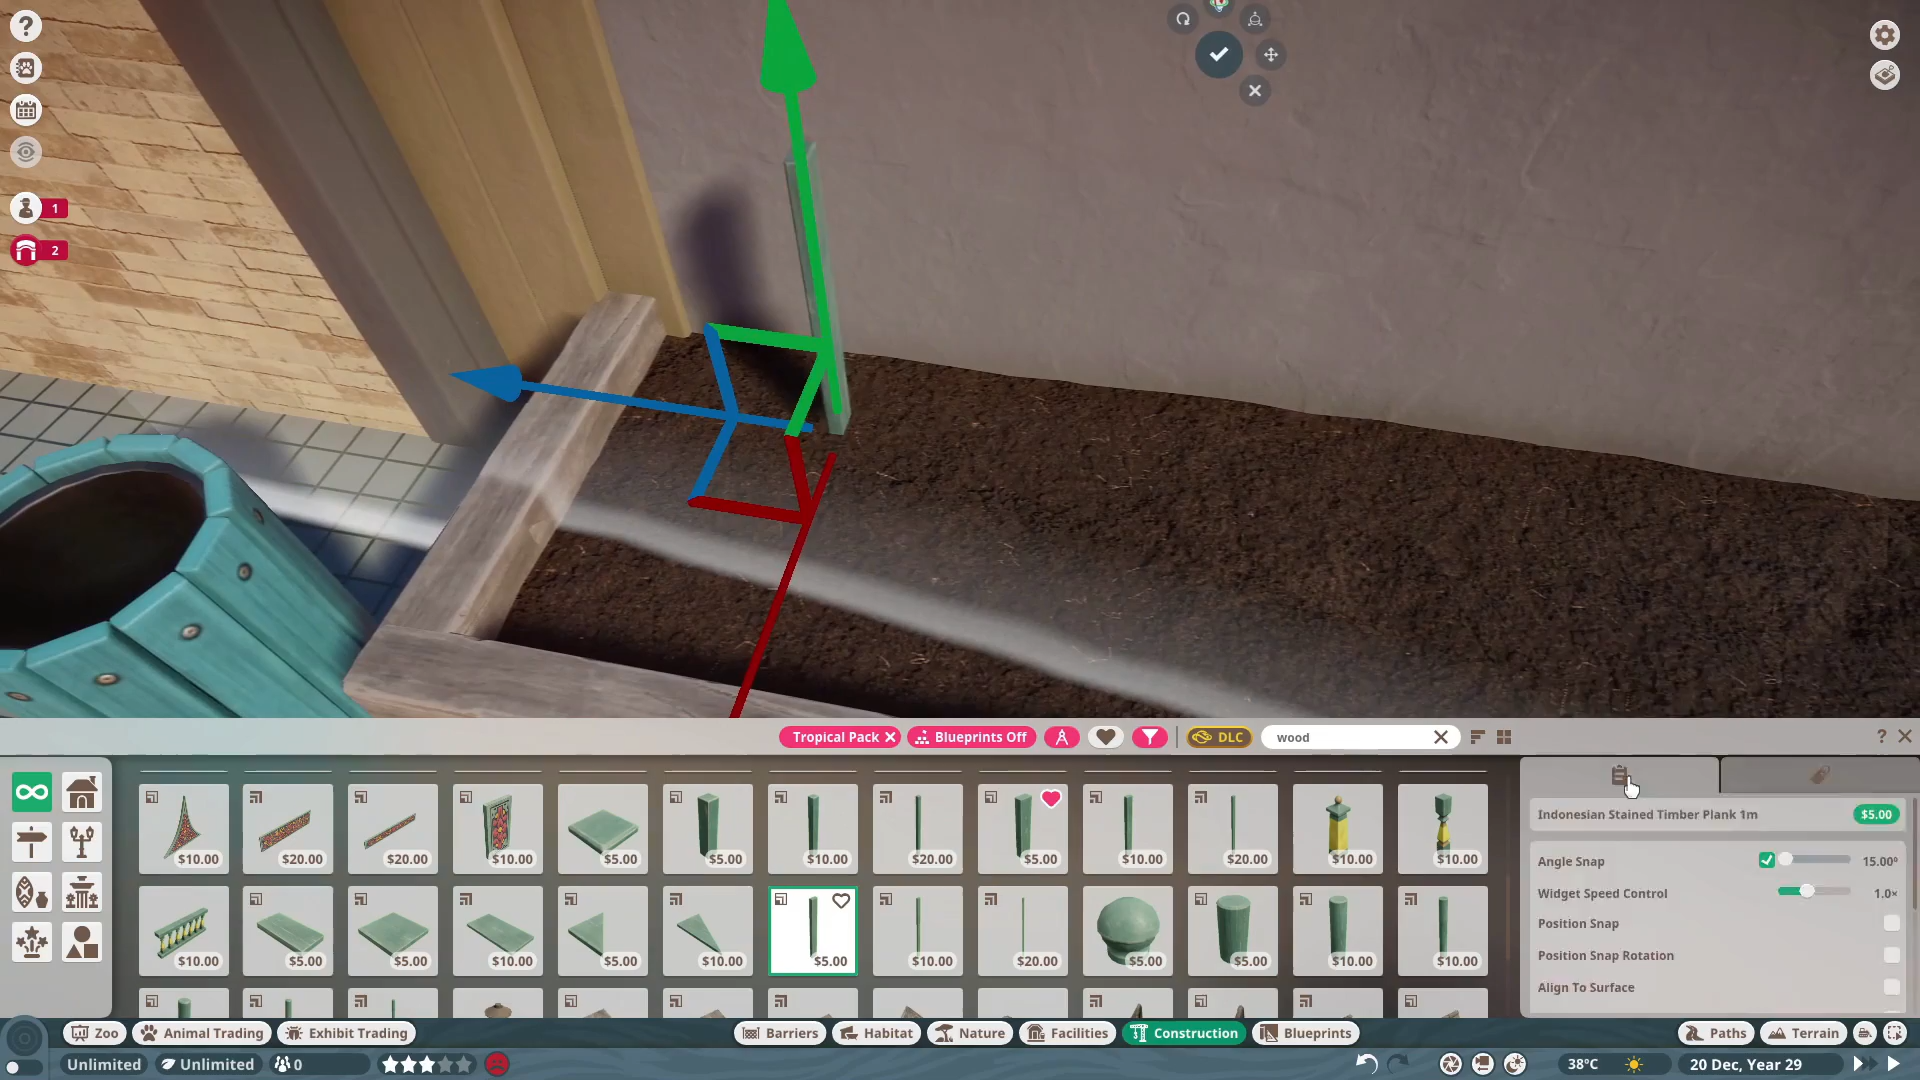 ?
1
2
Tropical Pack ✕ Blueprints Off DLC wood ✕ ? ✕
$10.00 $20.00 $20.00 $10.00 $5.00 $5.00 $10.00 $20.00 $5.00 $10.00 $20.00 $10.00 $10.00
$10.00 $5.00 $5.00 $10.00 $5.00 $10.00 $5.00 $10.00 $20.00 $5.00 $5.00 $10.00 $10.00
Indonesian Stained Timber Plank 1m $5.00
Angle Snap 15.00°
Widget Speed Control 1.0×
Position Snap
Position Snap Rotation
Align To Surface
Zoo Animal Trading Exhibit Trading Barriers Habitat Nature Facilities Construction Blueprints Paths Terrain
Unlimited Unlimited 0 38°C 20 Dec, Year 29